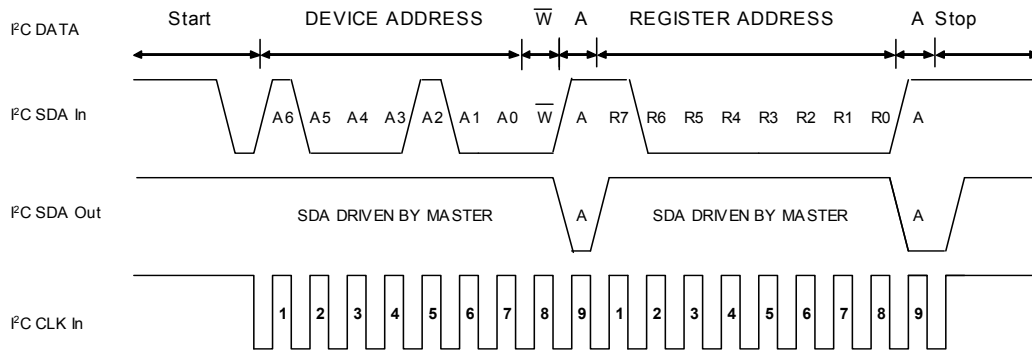 I²C DATA Start DEVICE ADDRESS W̅ A REGISTER ADDRESS A Stop
I²C SDA In A6 A5 A4 A3 A2 A1 A0 W̅ A R7 R6 R5 R4 R3 R2 R1 R0 A
I²C SDA Out SDA DRIVEN BY MASTER A SDA DRIVEN BY MASTER A
I²C CLK In 1 2 3 4 5 6 7 8 9 1 2 3 4 5 6 7 8 9